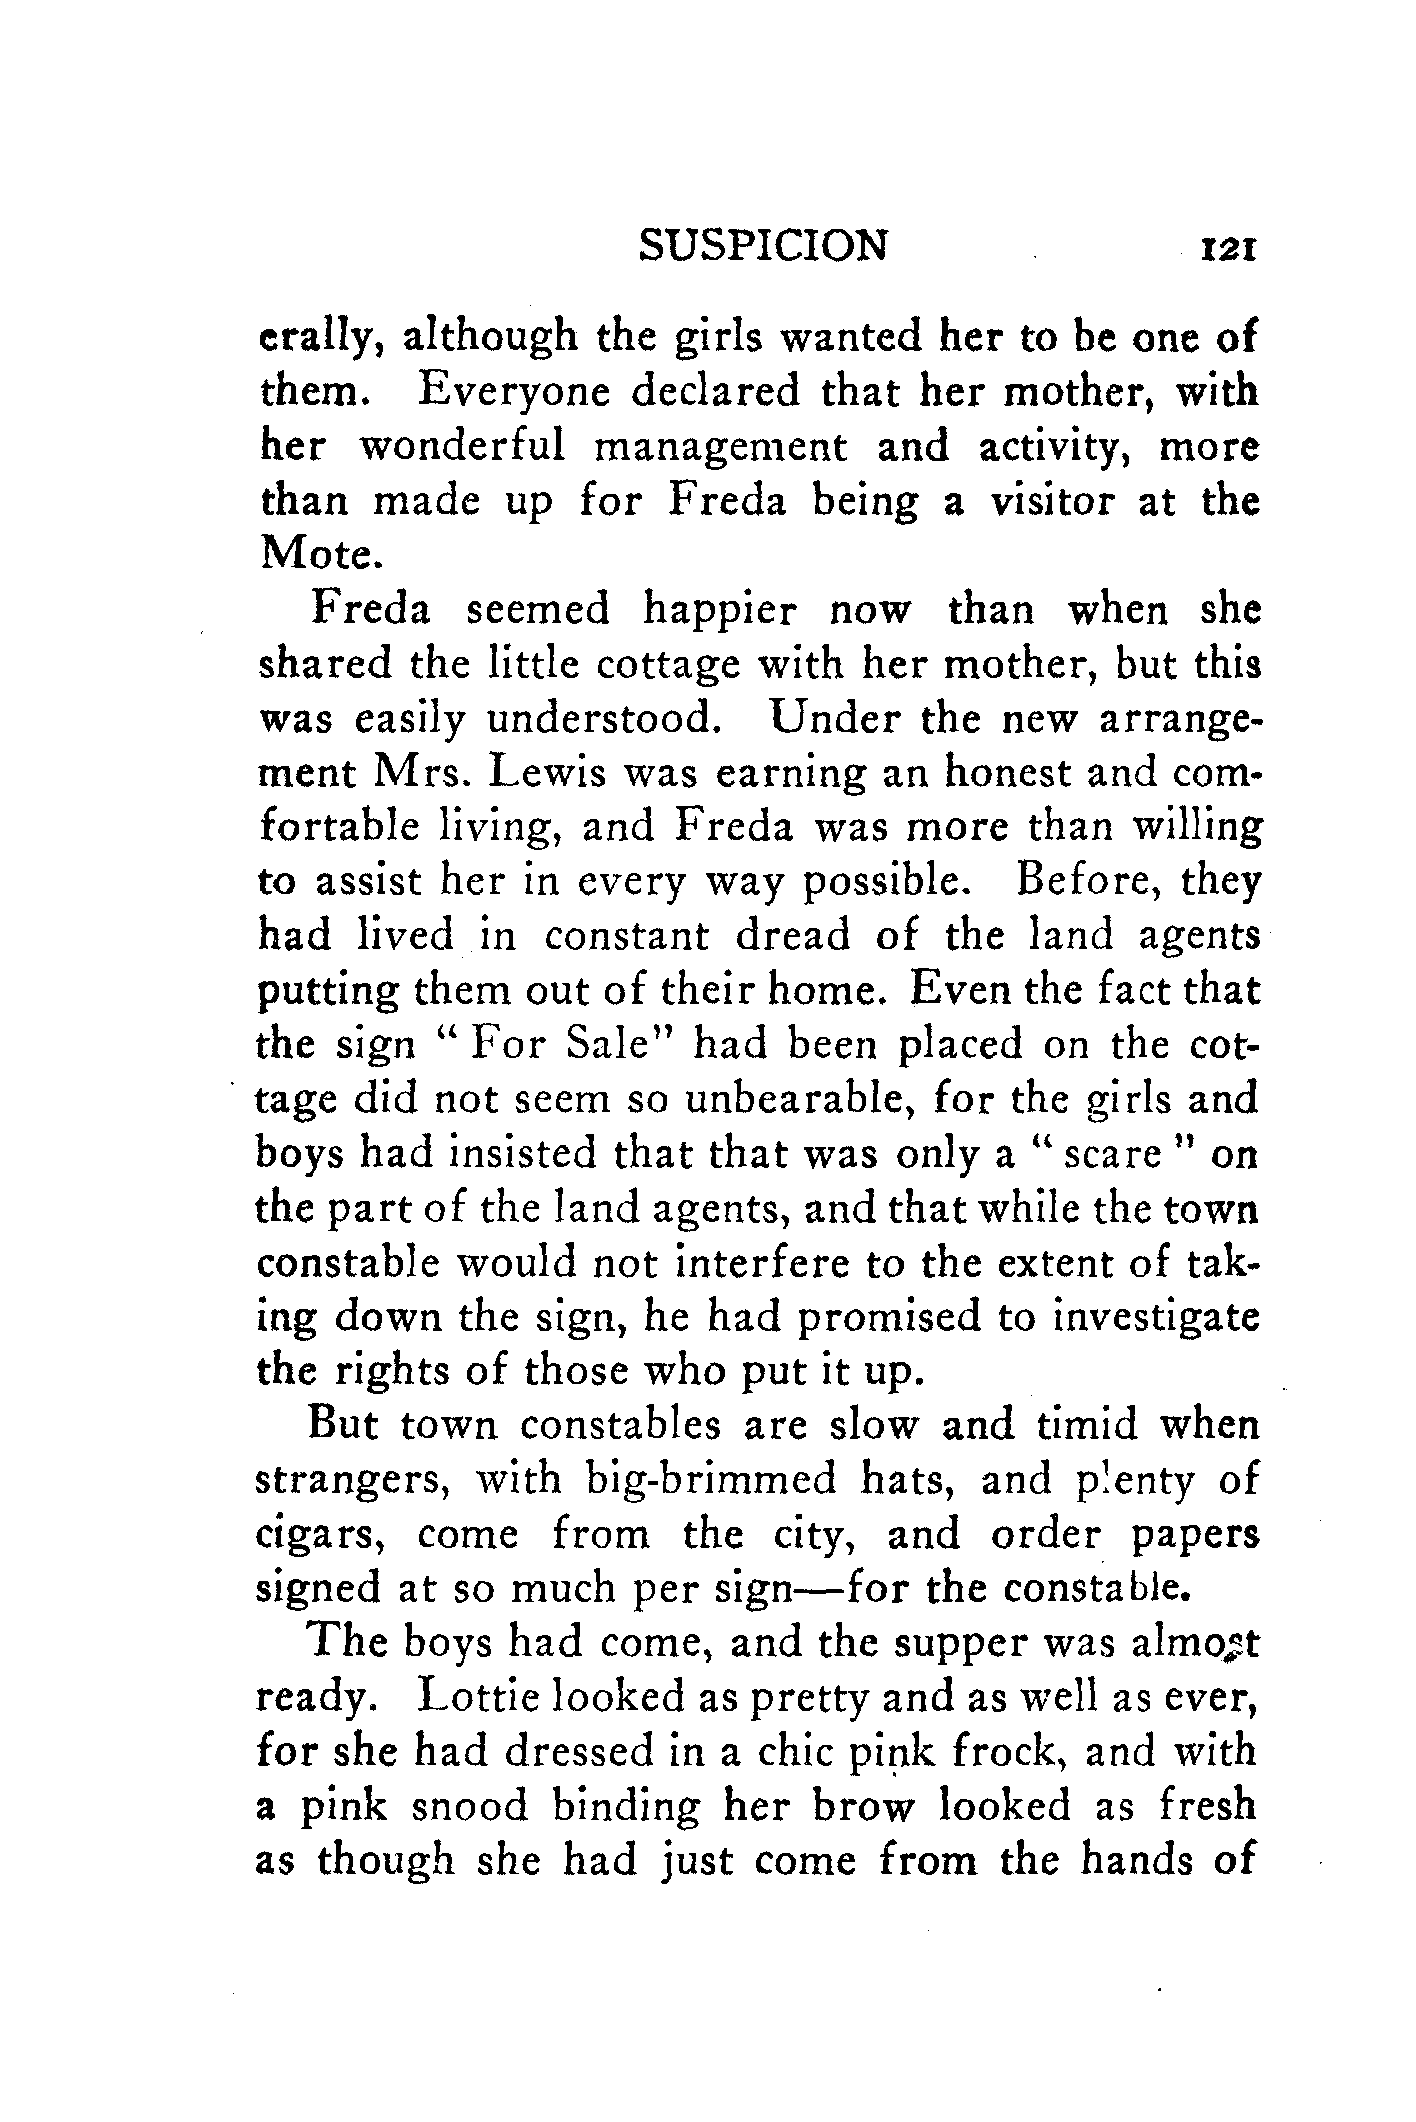 SUSPICION 121
erally, although the girls wanted her to be one of
them. Everyone declared that her mother, with
her wonderful management and activity, more
than made up for Freda being a visitor at the
Mote.
Freda seemed happier now than when she
shared the little cottage with her mother, but this
was easily understood. Under the new arrange-
ment Mrs. Lewis was earning an honest and com-
fortable living, and Freda was more than willing
to assist her in every way possible. Before, they
had lived in constant dread of the land agents
putting them out of their home. Even the fact that
the sign “ For Sale” had been placed on the cot-
tage did not seem so unbearable, for the girls and
boys had insisted that that was only a “ scare ” on
the part of the land agents, and that while the town
constable would not interfere to the extent of tak-
ing down the sign, he had promised to investigate
the rights of those who put it up.
But town constables are slow and timid when
strangers, with big-brimmed hats, and plenty of
cigars, come from the city, and order papers
signed at so much per sign—for the constable.
The boys had come, and the supper was almost
ready. Lottie looked as pretty and as well as ever,
for she had dressed in a chic pink frock, and with
a pink snood binding her brow looked as fresh
as though she had just come from the hands of